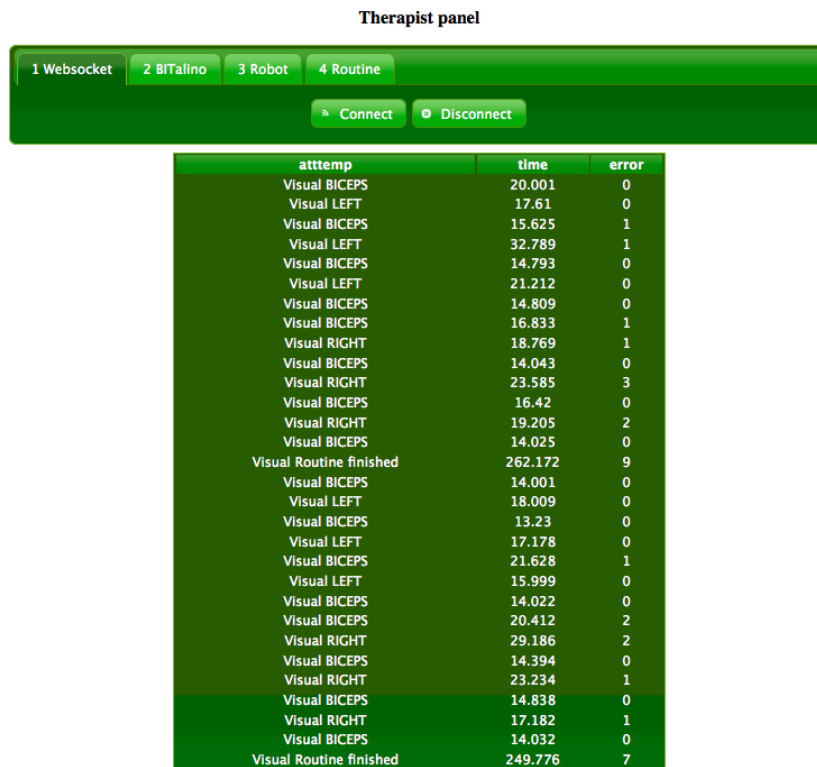 Therapist panel
1 Websocket 2 BITalino 3 Robot 4 Routine
Connect Disconnect
atttemp time error
Visual BICEPS 20.001 0
Visual LEFT 17.61 0
Visual BICEPS 15.625 1
Visual LEFT 32.789 1
Visual BICEPS 14.793 0
Visual LEFT 21.212 0
Visual BICEPS 14.809 0
Visual BICEPS 16.833 1
Visual RIGHT 18.769 1
Visual BICEPS 14.043 0
Visual RIGHT 23.585 3
Visual BICEPS 16.42 0
Visual RIGHT 19.205 2
Visual BICEPS 14.025 0
Visual Routine finished 262.172 9
Visual BICEPS 14.001 0
Visual LEFT 18.009 0
Visual BICEPS 13.23 0
Visual LEFT 17.178 0
Visual BICEPS 21.628 1
Visual LEFT 15.999 0
Visual BICEPS 14.022 0
Visual BICEPS 20.412 2
Visual RIGHT 29.186 2
Visual BICEPS 14.394 0
Visual RIGHT 23.234 1
Visual BICEPS 14.838 0
Visual RIGHT 17.182 1
Visual BICEPS 14.032 0
Visual Routine finished 249.776 7